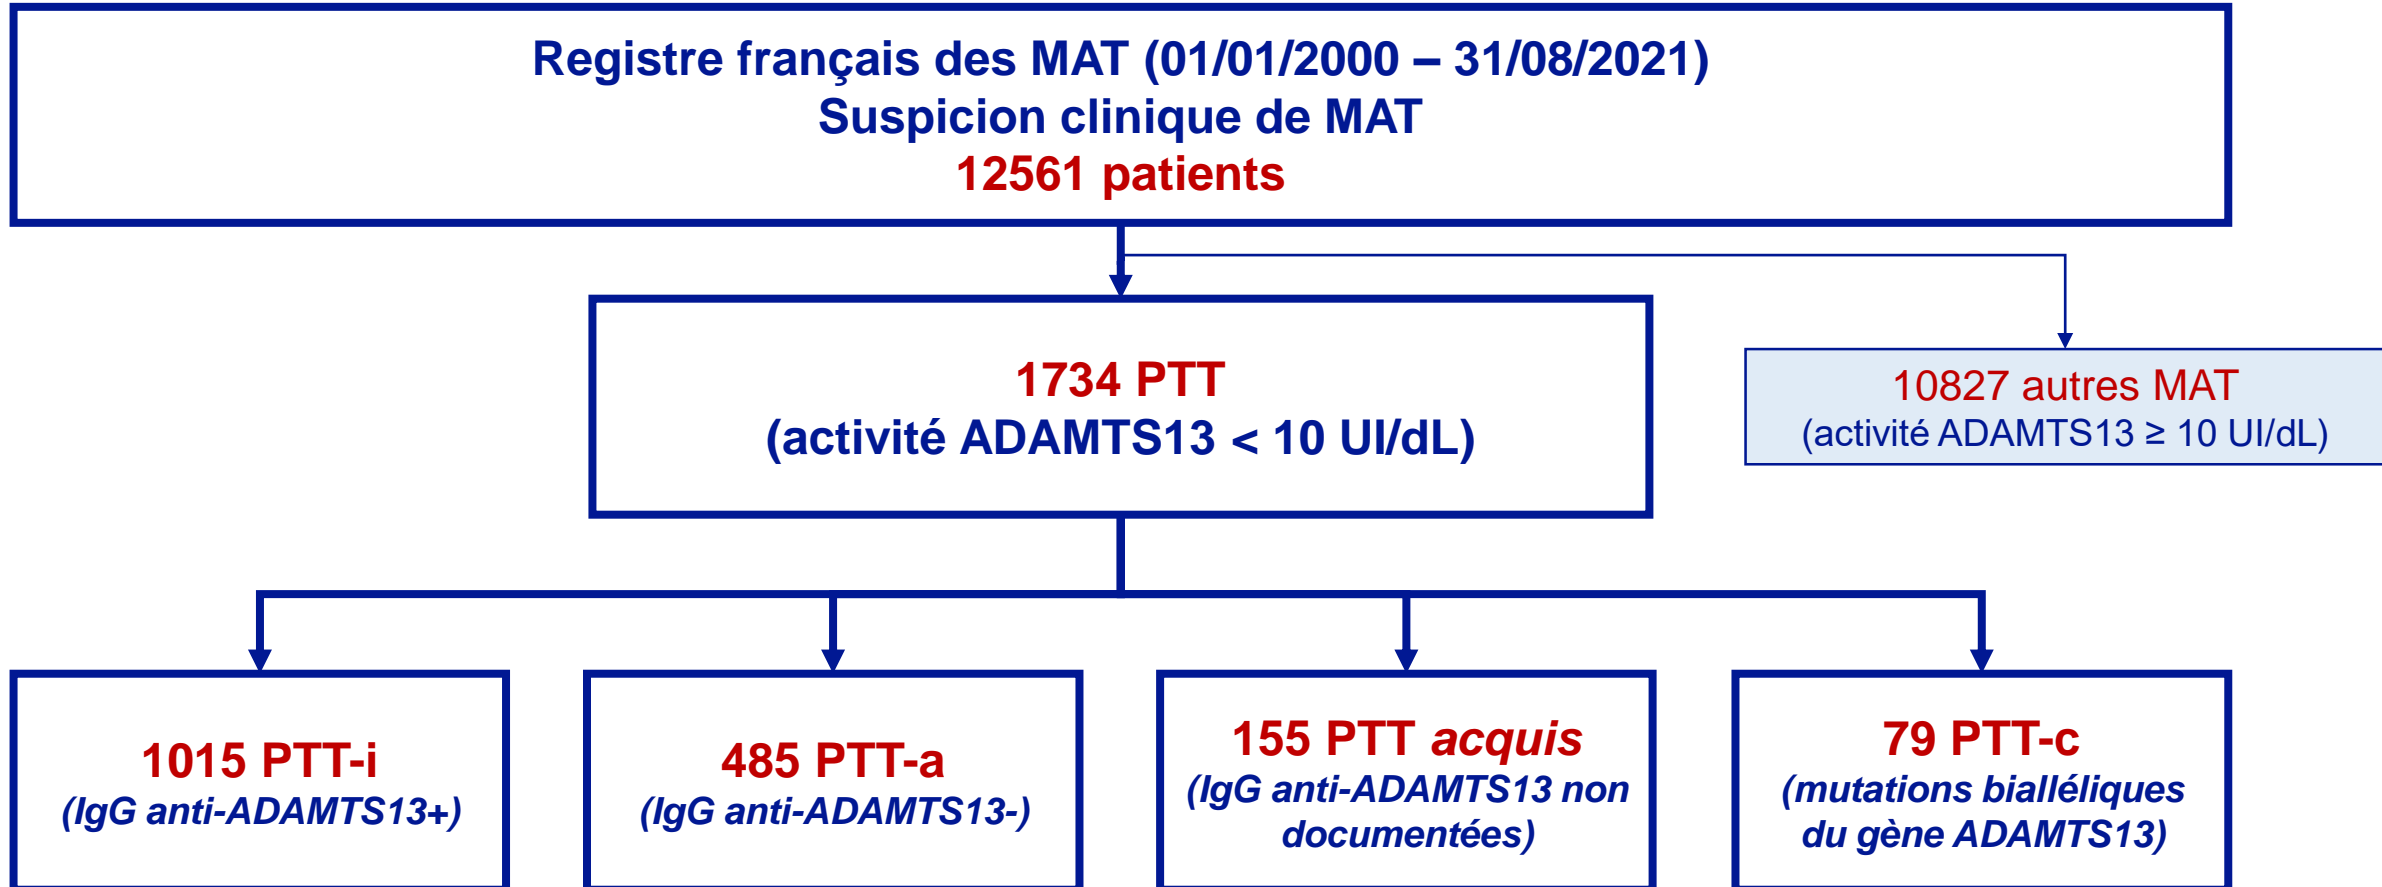 Registre français des MAT (01/01/2000 – 31/08/2021)
Suspicion clinique de MAT
12561 patients
1734 PTT
(activité ADAMTS13 < 10 UI/dL)
10827 autres MAT
(activité ADAMTS13 ≥ 10 UI/dL)
1015 PTT-i
(IgG anti-ADAMTS13+)
485 PTT-a
(IgG anti-ADAMTS13-)
155 PTT acquis
(IgG anti-ADAMTS13 non
documentées)
79 PTT-c
(mutations bialléliques
du gène ADAMTS13)